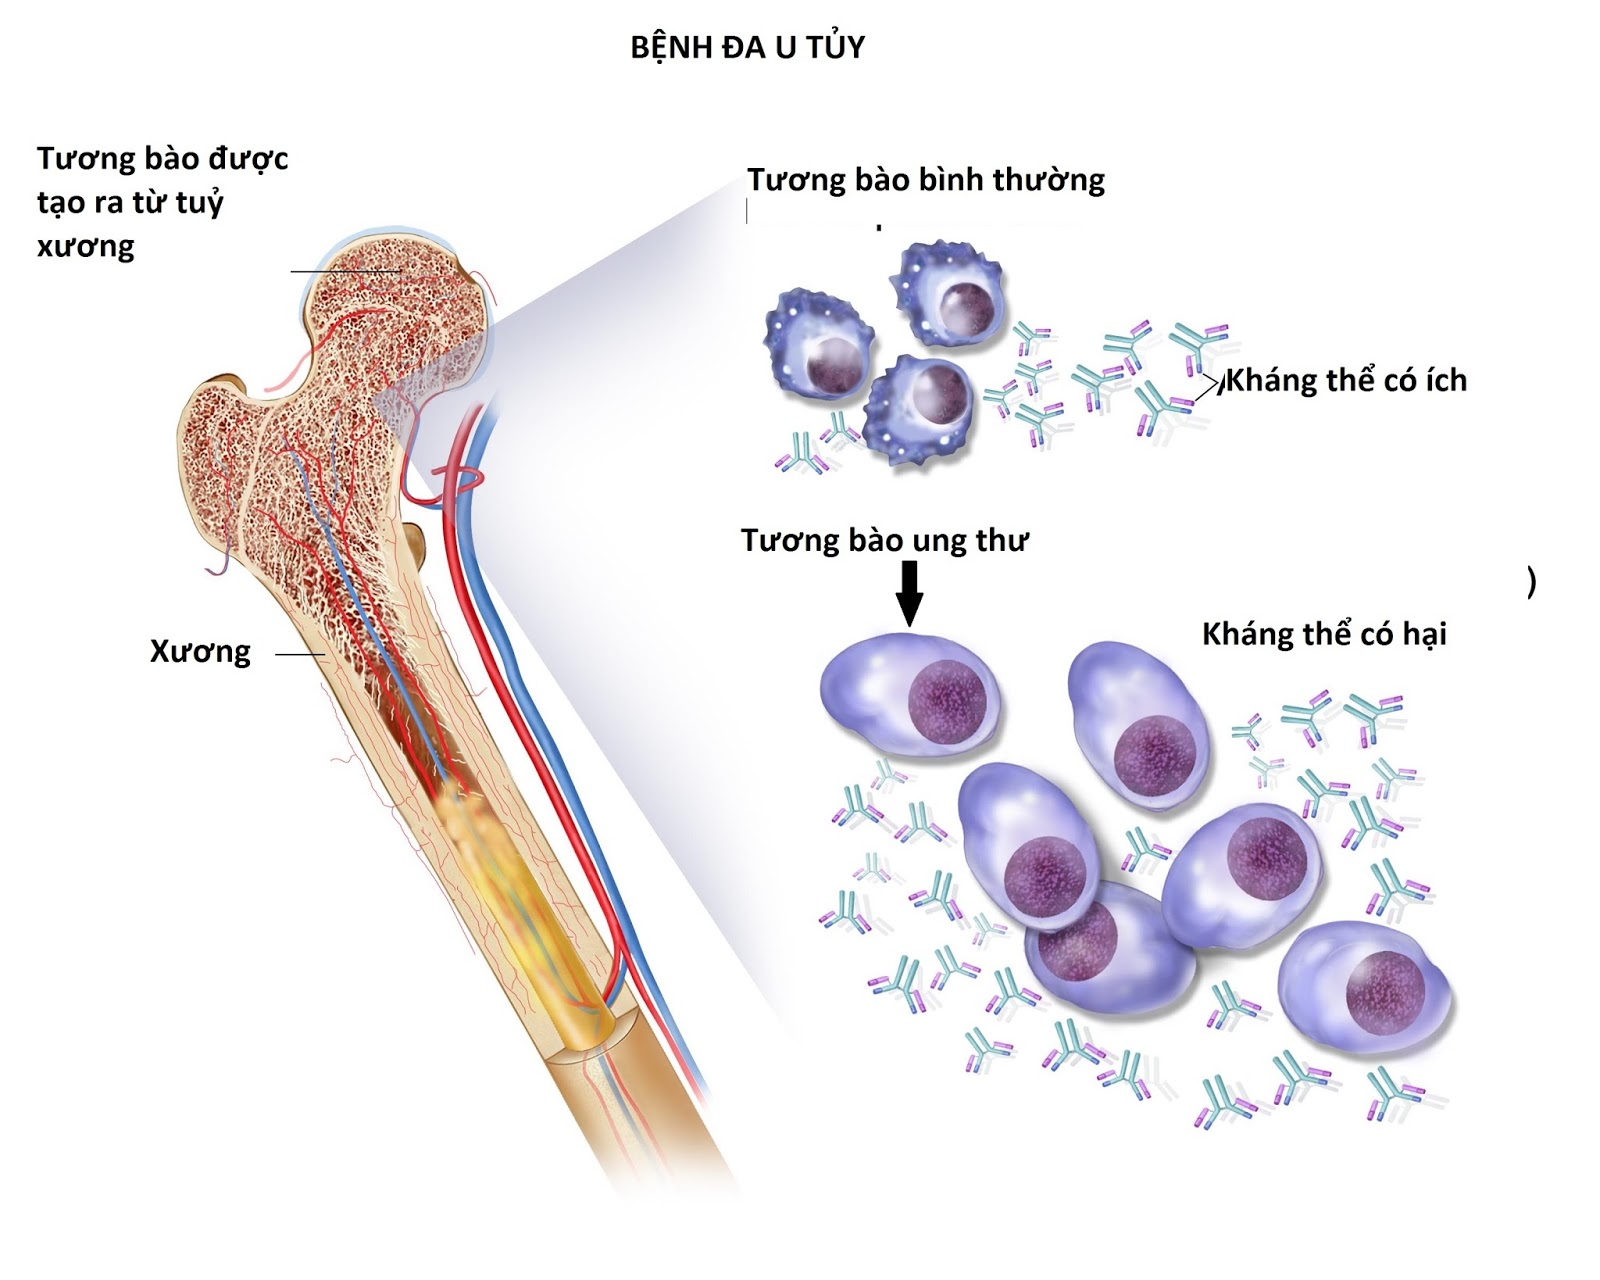 BỆNH ĐA U TỦY
Tương bào được
tạo ra từ tuỷ
xương
Tương bào bình thường
Kháng thể có ích
Tương bào ung thư
)
Kháng thể có hại
Xương